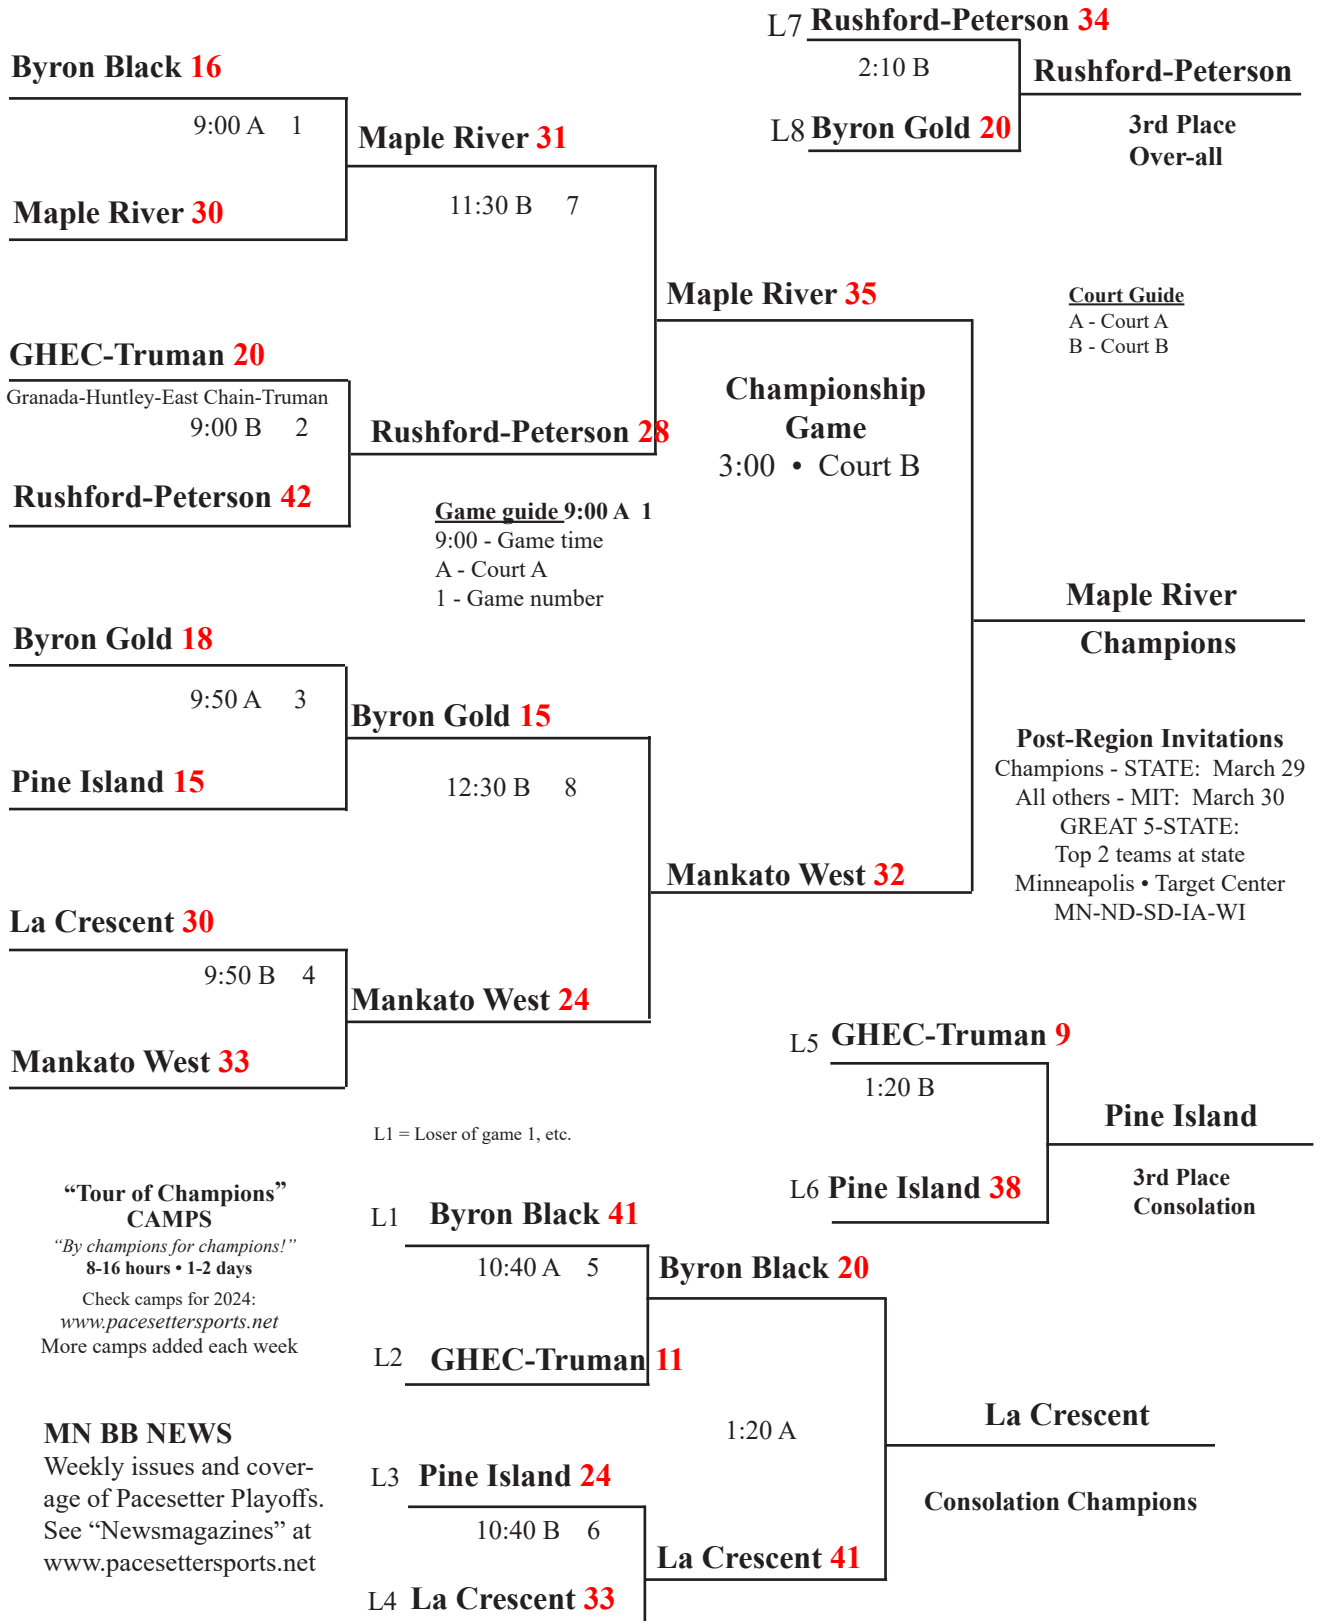 L7 Rushford-Peterson 34
2:10 B
Rushford-Peterson
L8 Byron Gold 20
3rd Place
Over-all
Byron Black 16
9:00 A 1
Maple River 30
Maple River 31
11:30 B 7
GHEC-Truman 20
Granada-Huntley-East Chain-Truman
9:00 B 2
Rushford-Peterson 42
Rushford-Peterson 28
Maple River 35
Court Guide
A - Court A
B - Court B
Championship
Game
3:00 • Court B
Game guide 9:00 A 1
9:00 - Game time
A - Court A
1 - Game number
Maple River
Champions
Byron Gold 18
9:50 A 3
Pine Island 15
Byron Gold 15
12:30 B 8
La Crescent 30
9:50 B 4
Mankato West 33
Mankato West 24
Mankato West 32
Post-Region Invitations
Champions - STATE: March 29
All others - MIT: March 30
GREAT 5-STATE:
Top 2 teams at state
Minneapolis • Target Center
MN-ND-SD-IA-WI
L5 GHEC-Truman 9
1:20 B
Pine Island
L6 Pine Island 38
3rd Place
Consolation
L1 = Loser of game 1, etc.
“Tour of Champions”
CAMPS
“By champions for champions!”
8-16 hours • 1-2 days
Check camps for 2024:
www.pacesettersports.net
More camps added each week
L1 Byron Black 41
10:40 A 5
L2 GHEC-Truman 11
Byron Black 20
1:20 A
La Crescent
Consolation Champions
MN BB NEWS
Weekly issues and cover-
age of Pacesetter Playoffs.
See “Newsmagazines” at
www.pacesettersports.net
L3 Pine Island 24
10:40 B 6
L4 La Crescent 33
La Crescent 41